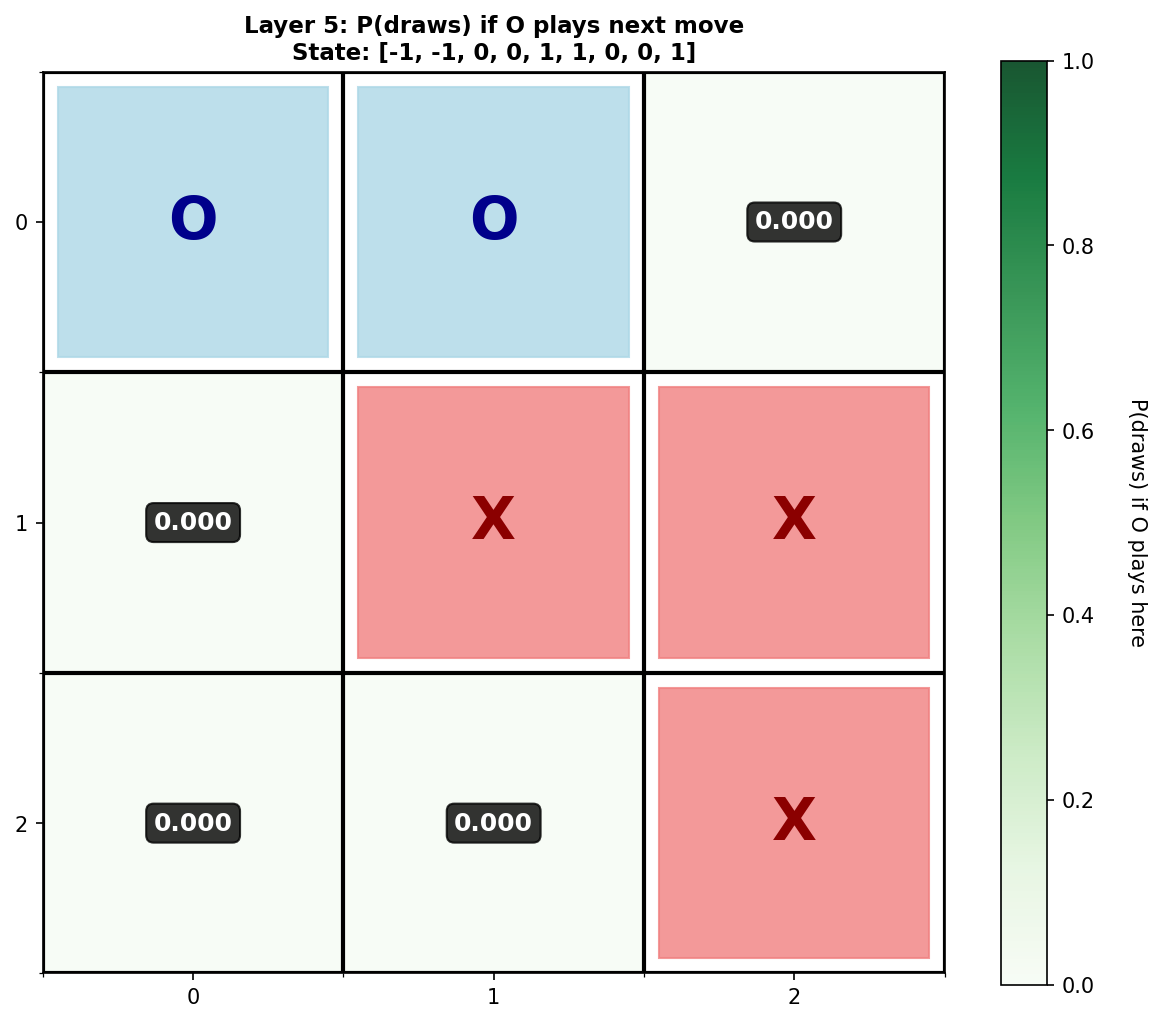 Layer 5: P(draws) if O plays next move
State: [-1, -1, 0, 0, 1, 1, 0, 0, 1]
0
O
O
0.000
1
0.000
X
X
2
0.000
0.000
X
0
1
2
1.0
0.8
0.6
0.4
0.2
0.0
P(draws) if O plays here